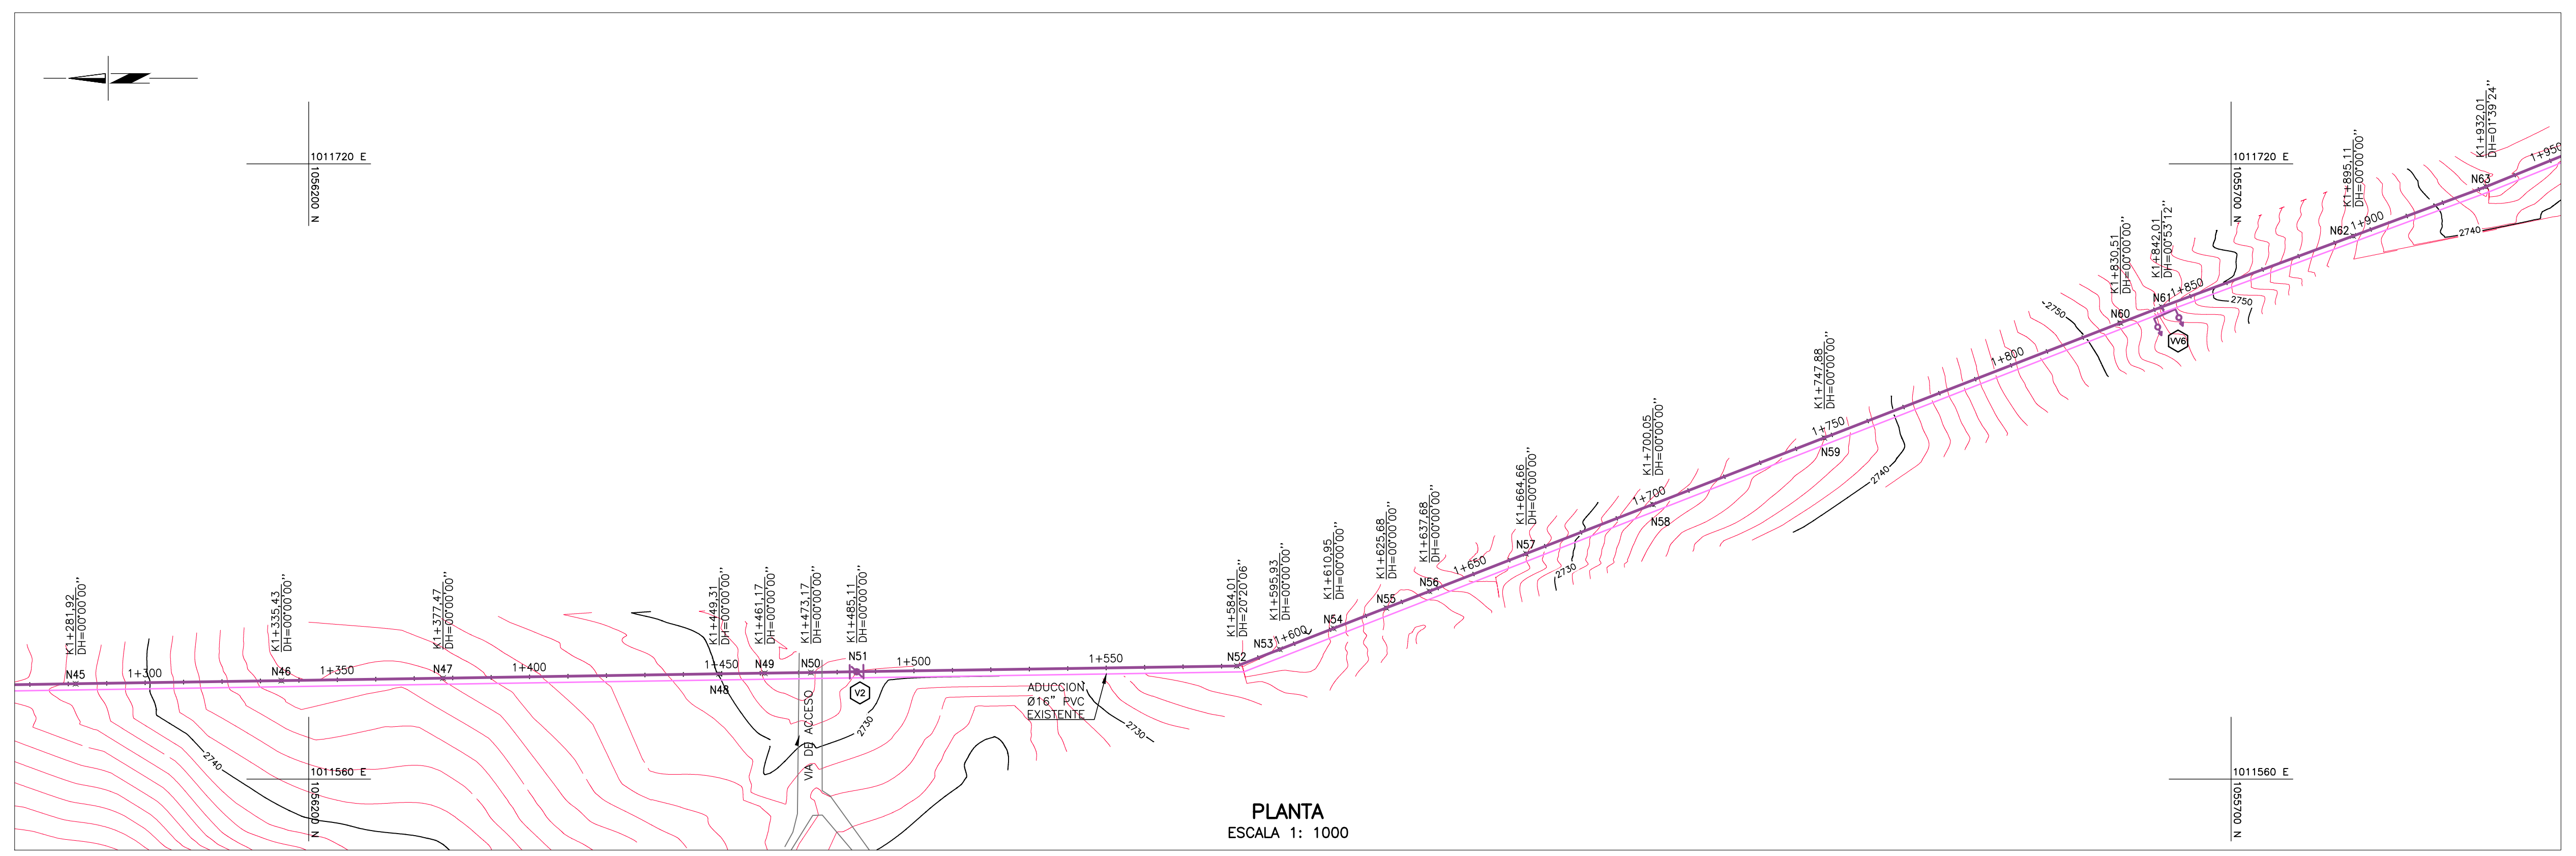 1011720 E
1056200 N
1011720 E
1055700 N
K1+281,92
DH=00°00'00''
N45
1+300
K1+335,43
DH=00°00'00''
N46
1+350
K1+377,47
DH=00°00'00''
N47
1+400
K1+449,31
DH=00°00'00''
1+450
N48
K1+461,17
DH=00°00'00''
N49
K1+473,17
DH=00°00'00''
N50
K1+485,11
DH=00°00'00''
N51
V2
1+500
1+550
K1+584,01
DH=20°20'06''
N52
K1+595,93
DH=00°00'00''
N53
1+600
K1+610,95
DH=00°00'00''
N54
K1+625,68
DH=00°00'00''
N55
K1+637,68
DH=00°00'00''
N56
1+650
K1+664,66
DH=00°00'00''
N57
K1+700,05
DH=00°00'00''
1+700
N58
K1+747,88
DH=00°00'00''
1+750
N59
1+800
K1+830,51
DH=00°00'00''
N60
K1+842,01
DH=00°53'12''
N61
1+850
VV6
K1+895,11
DH=00°00'00''
N62
1+900
K1+932,01
DH=01°39'24''
N63
1+950
2740
2730
2730
2730
2740
2750
2750
2740
VIA DE ACCESO
ADUCCION
Ø16" PVC
EXISTENTE
1011560 E
1056200 N
1011560 E
1055700 N
PLANTA
ESCALA 1: 1000